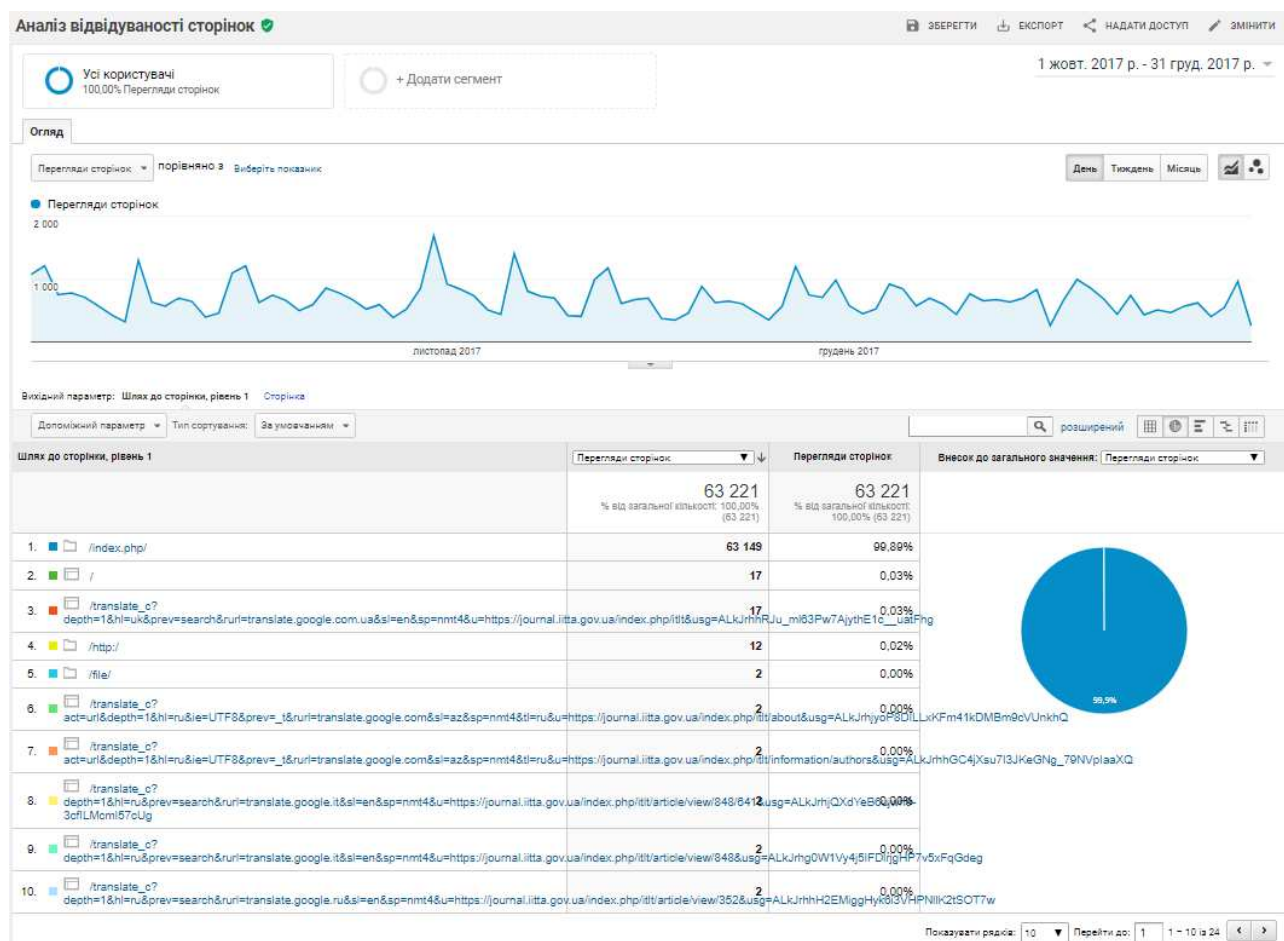 Аналіз відвідуваності сторінок
ЗБЕРЕГТИ ЕКСПОРТ НАДАТИ ДОСТУП ЗМІНИТИ
Усі користувачі
100,00% Перегляди сторінок
+ Додати сегмент
1 жовт. 2017 р. - 31 груд. 2017 р.
Огляд
Перегляди сторінок порівняно з Виберіть показник
День Тиждень Місяць
Перегляди сторінок
2 000
1 000
листопад 2017 грудень 2017
Вихідний параметр: Шлях до сторінки, рівень 1 Сторінка
Допоміжний параметр Тип сортування: За умовчанням
розширений
Шлях до сторінки, рівень 1 Перегляди сторінок Перегляди сторінок Внесок до загального значення: Перегляди сторінок
63 221 63 221
% від загальної кількості: 100,00% (63 221) % від загальної кількості: 100,00% (63 221)
1. /index.php/ 63 149 99,89%
2. / 17 0,03%
3. /translate_c? 17 0,03%
depth=1&hl=uk&prev=search&rurl=translate.google.com.ua&sl=en&sp=nmt4&u=https://journal.iitta.gov.ua/index.php/itlt
4. /http:/ 12 0,02%
5. /file/ 2 0,00%
6. /translate_c? 2 0,00%
act=url&depth=1&hl=ru&ie=UTF8&prev=_t&rurl=translate.google.com&sl=az&sp=nmt4&tl=ru&u=https://journal.iitta.gov.ua/index.php/itlt/about
7. /translate_c? 2 0,00%
act=url&depth=1&hl=ru&ie=UTF8&prev=_t&rurl=translate.google.com&sl=az&sp=nmt4&tl=ru&u=https://journal.iitta.gov.ua/index.php/itlt/information/authors
8. /translate_c? 2 0,00%
depth=1&hl=ru&prev=search&rurl=translate.google.it&sl=en&sp=nmt4&u=https://journal.iitta.gov.ua/index.php/itlt/article/view/848/641
9. /translate_c? 2 0,00%
depth=1&hl=ru&prev=search&rurl=translate.google.it&sl=en&sp=nmt4&u=https://journal.iitta.gov.ua/index.php/itlt/article/view/848
10. /translate_c? 2 0,00%
depth=1&hl=ru&prev=search&rurl=translate.google.ru&sl=en&sp=nmt4&u=https://journal.iitta.gov.ua/index.php/itlt/article/view/352
99,9%
Показувати рядків: 10 Перейти до: 1 1 – 10 із 24